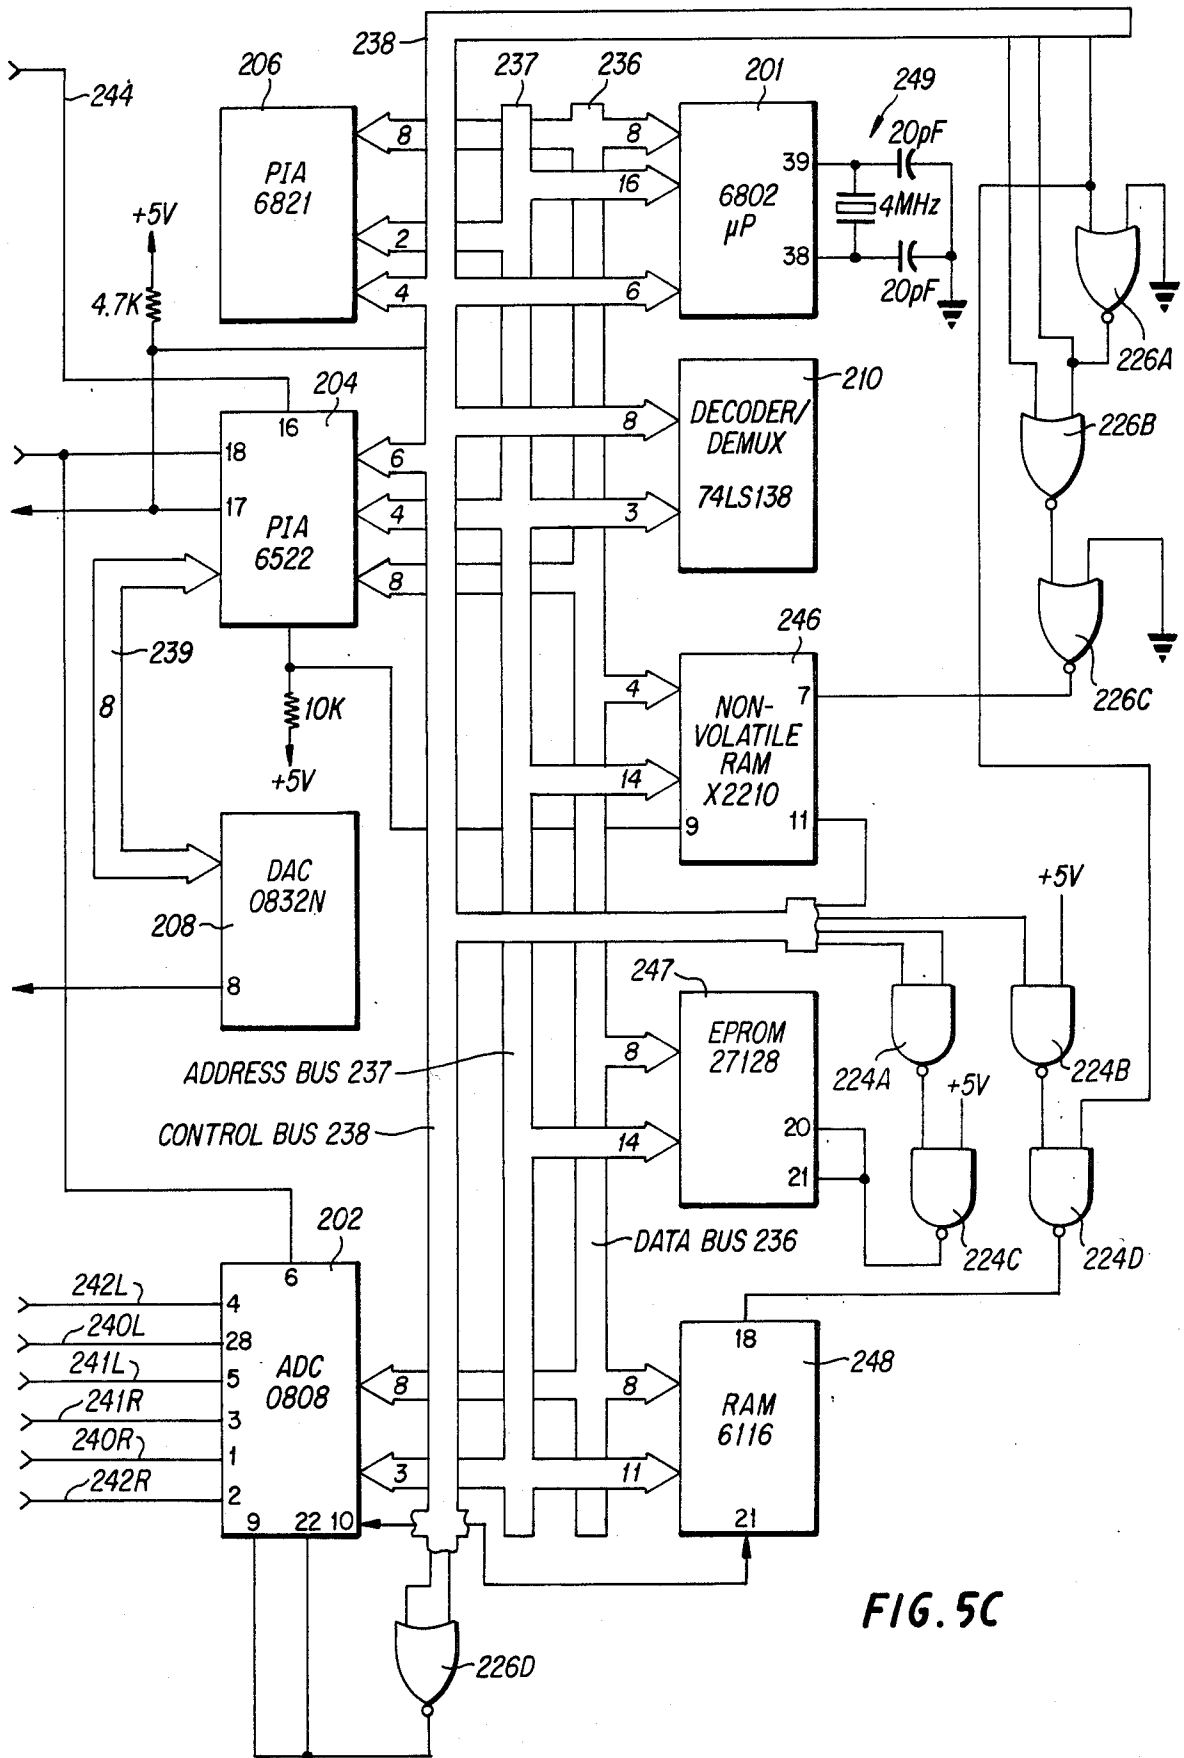 238
206
237
236
201
249
244
20pF
8
8
39
PIA
6821
16
6802
µP
4MHz
+5V
2
38
4.7K
4
6
20pF
226A
204
210
16
DECODER/
DEMUX
8
226B
18
6
74LS138
17
4
3
PIA
6522
8
246
239
4
7
226C
NON-
VOLATILE
RAM
X2210
8
10K
14
+5V
9
11
DAC
0832N
+5V
208
247
8
EPROM
27128
8
ADDRESS BUS 237
224A
224B
+5V
CONTROL BUS 238
14
20
21
202
DATA BUS 236
224C
224D
6
242L
4
240L
28
18
248
241L
5
ADC
0808
8
8
241R
3
RAM
6116
240R
1
3
11
242R
2
9
22
10
21
FIG. 5C
226D